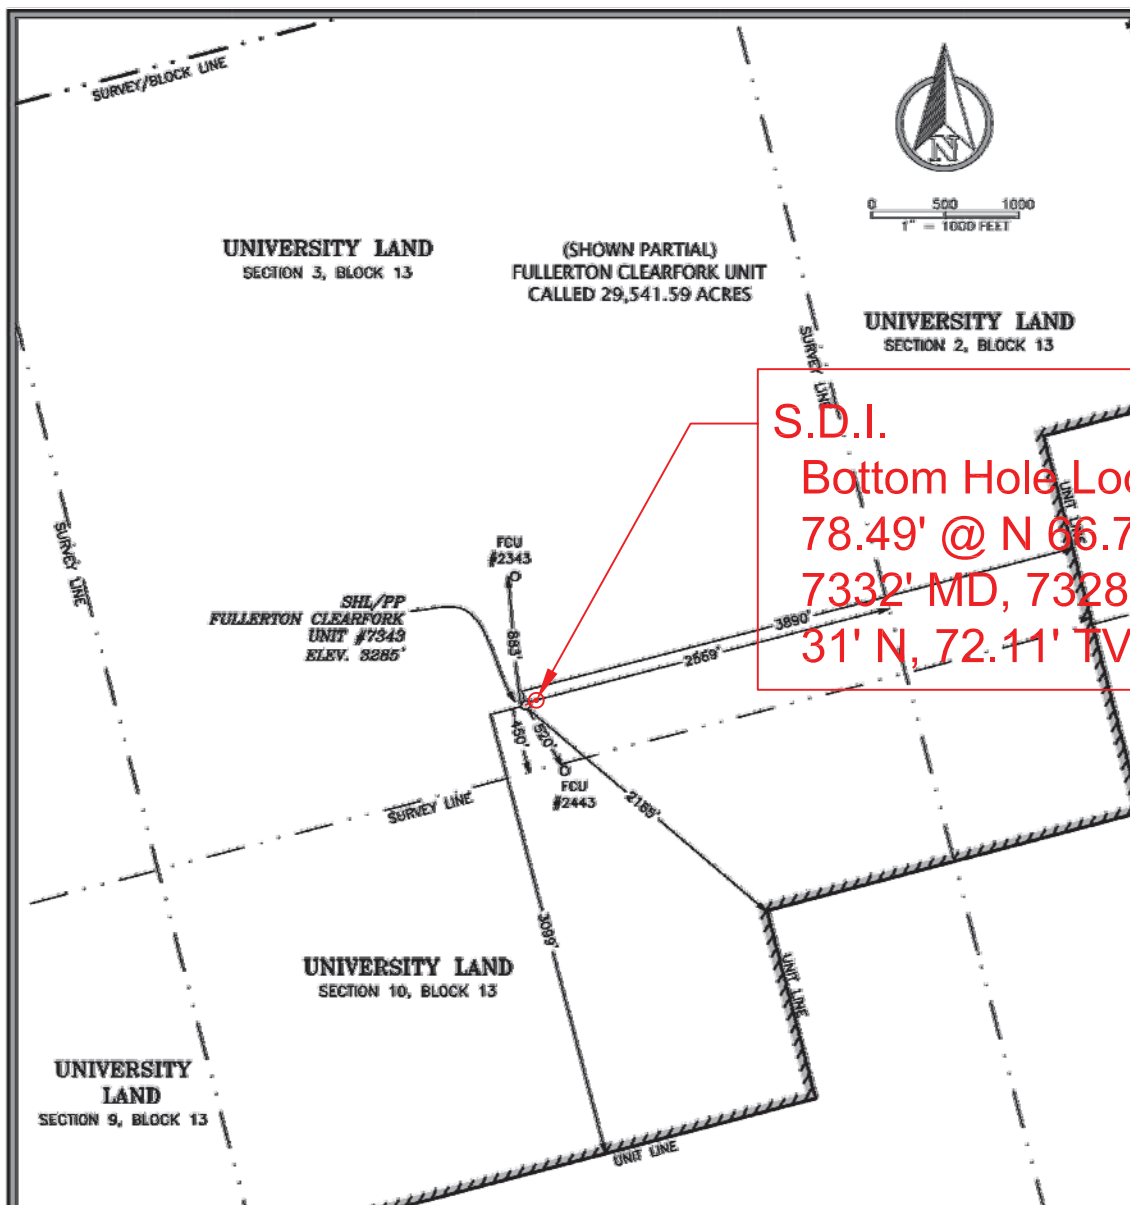 SURVEY/BLOCK LINE
N
0 500 1000
1" = 1000 FEET
UNIVERSITY LAND
SECTION 3, BLOCK 13
(SHOWN PARTIAL)
FULLERTON CLEARFORK UNIT
CALLED 29,541.59 ACRES
UNIVERSITY LAND
SECTION 2, BLOCK 13
SURVEY LINE
S.D.I.
Bottom Hole Loc
78.49' @ N 66.7
7332' MD, 7328
31' N, 72.11' TV
UNIT LINE
SURVEY LINE
FCU
#2343
SHL/PP
FULLERTON CLEARFORK
UNIT #7343
ELEV. 3285'
883'
3890'
2569'
450'
520'
FCU
#2443
SURVEY LINE
2185'
3099'
UNIVERSITY LAND
SECTION 10, BLOCK 13
UNIT LINE
UNIVERSITY
LAND
SECTION 9, BLOCK 13
UNIT LINE